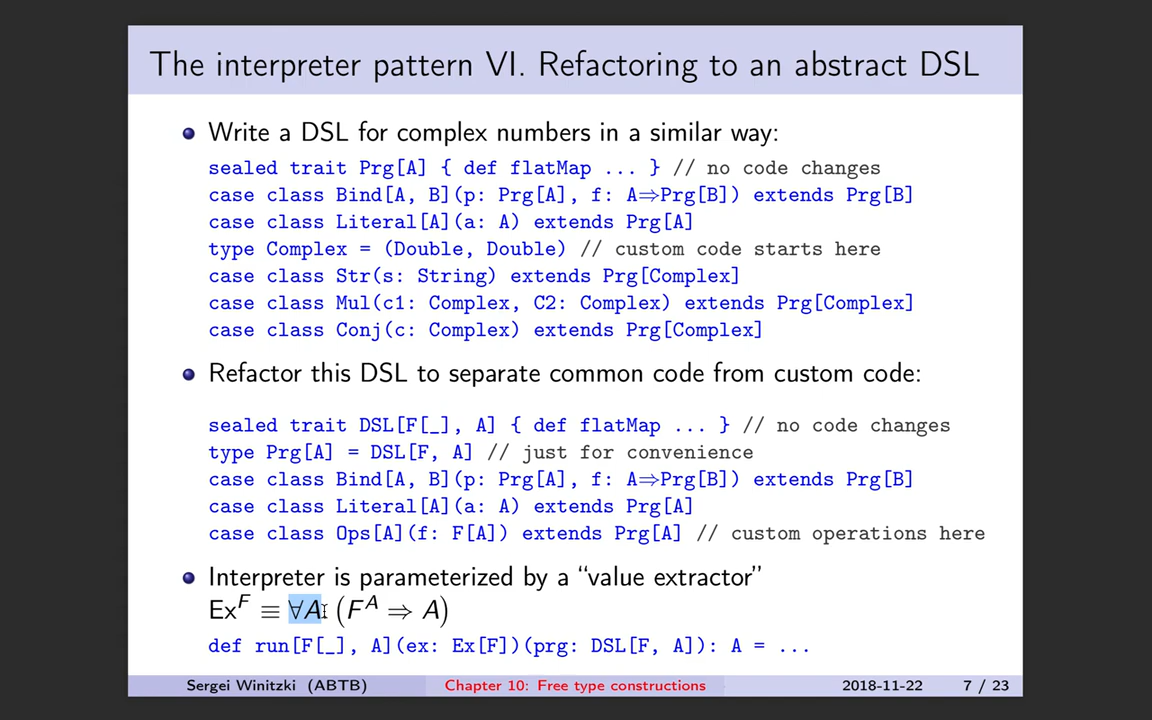 The interpreter pattern VI. Refactoring to an abstract DSL
Write a DSL for complex numbers in a similar way:
sealed trait Prg[A] { def flatMap ... } // no code changes
case class Bind[A, B](p: Prg[A], f: A⇒Prg[B]) extends Prg[B]
case class Literal[A](a: A) extends Prg[A]
type Complex = (Double, Double) // custom code starts here
case class Str(s: String) extends Prg[Complex]
case class Mul(c1: Complex, C2: Complex) extends Prg[Complex]
case class Conj(c: Complex) extends Prg[Complex]
Refactor this DSL to separate common code from custom code:
sealed trait DSL[F[_], A] { def flatMap ... } // no code changes
type Prg[A] = DSL[F, A] // just for convenience
case class Bind[A, B](p: Prg[A], f: A⇒Prg[B]) extends Prg[B]
case class Literal[A](a: A) extends Prg[A]
case class Ops[A](f: F[A]) extends Prg[A] // custom operations here
Interpreter is parameterized by a “value extractor”
Ex^F ≡ ∀A (F^A ⇒ A)
def run[F[_], A](ex: Ex[F])(prg: DSL[F, A]): A = ...
Sergei Winitzki (ABTB) Chapter 10: Free type constructions 2018-11-22 7 / 23